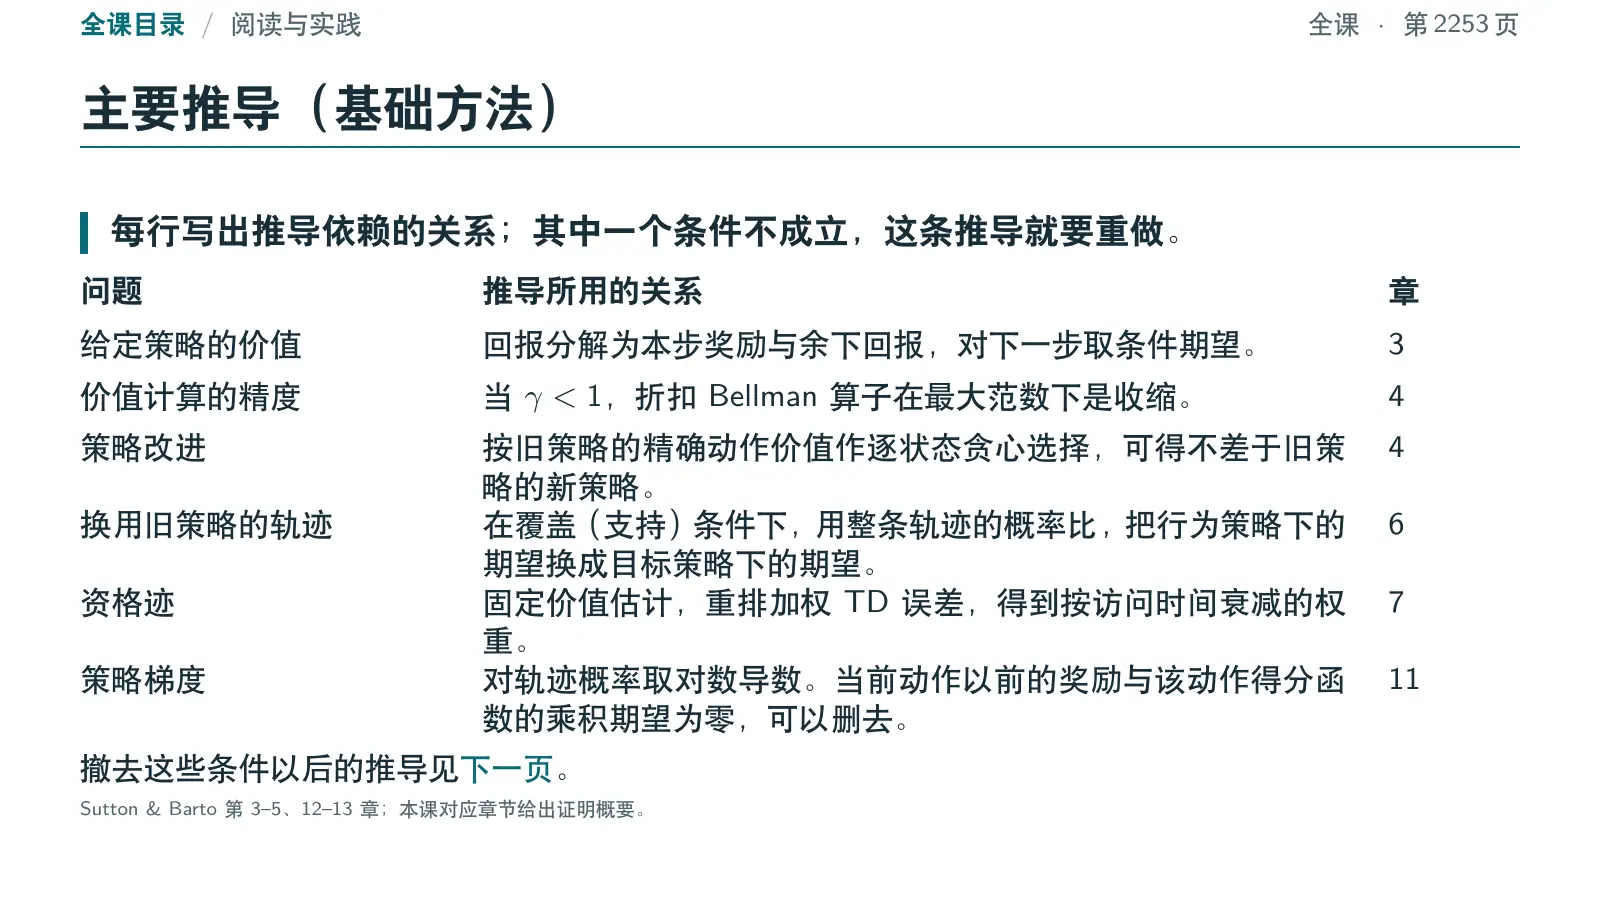 全课目录 / 阅读与实践
全课 · 第 2253 页
主要推导（基础方法）
每行写出推导依赖的关系；其中一个条件不成立，这条推导就要重做。
问题 推导所用的关系 章
给定策略的价值 回报分解为本步奖励与余下回报，对下一步取条件期望。 3
价值计算的精度 当 γ < 1，折扣 Bellman 算子在最大范数下是收缩。 4
策略改进 按旧策略的精确动作价值作逐状态贪心选择，可得不差于旧策 4
略的新策略。
换用旧策略的轨迹 在覆盖（支持）条件下，用整条轨迹的概率比，把行为策略下的 6
期望换成目标策略下的期望。
资格迹 固定价值估计，重排加权 TD 误差，得到按访问时间衰减的权 7
重。
策略梯度 对轨迹概率取对数导数。当前动作以前的奖励与该动作得分函 11
数的乘积期望为零，可以删去。
撤去这些条件以后的推导见下一页。
Sutton & Barto 第 3–5、12–13 章；本课对应章节给出证明概要。